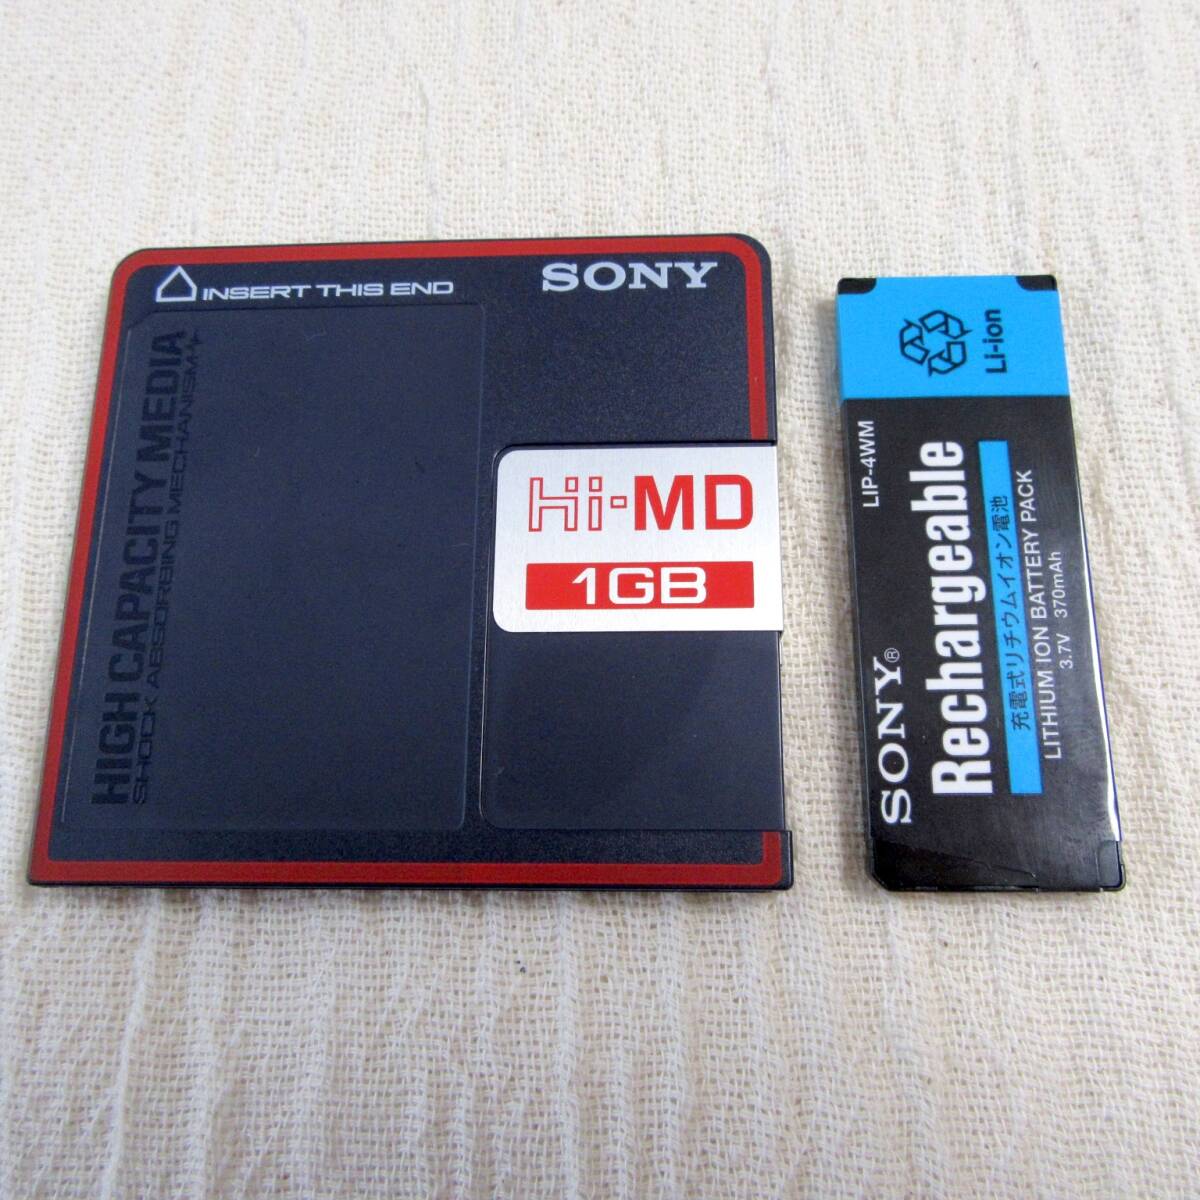 INSERT THIS END
SONY
HIGH CAPACITY MEDIA
SHOCK ABSORBING MECHANISM
Hi-MD
1GB
Li-ion
LIP-4WM
SONY®
Rechargeable
充電式リチウムイオン電池
LITHIUM ION BATTERY PACK
3.7V 370mAh